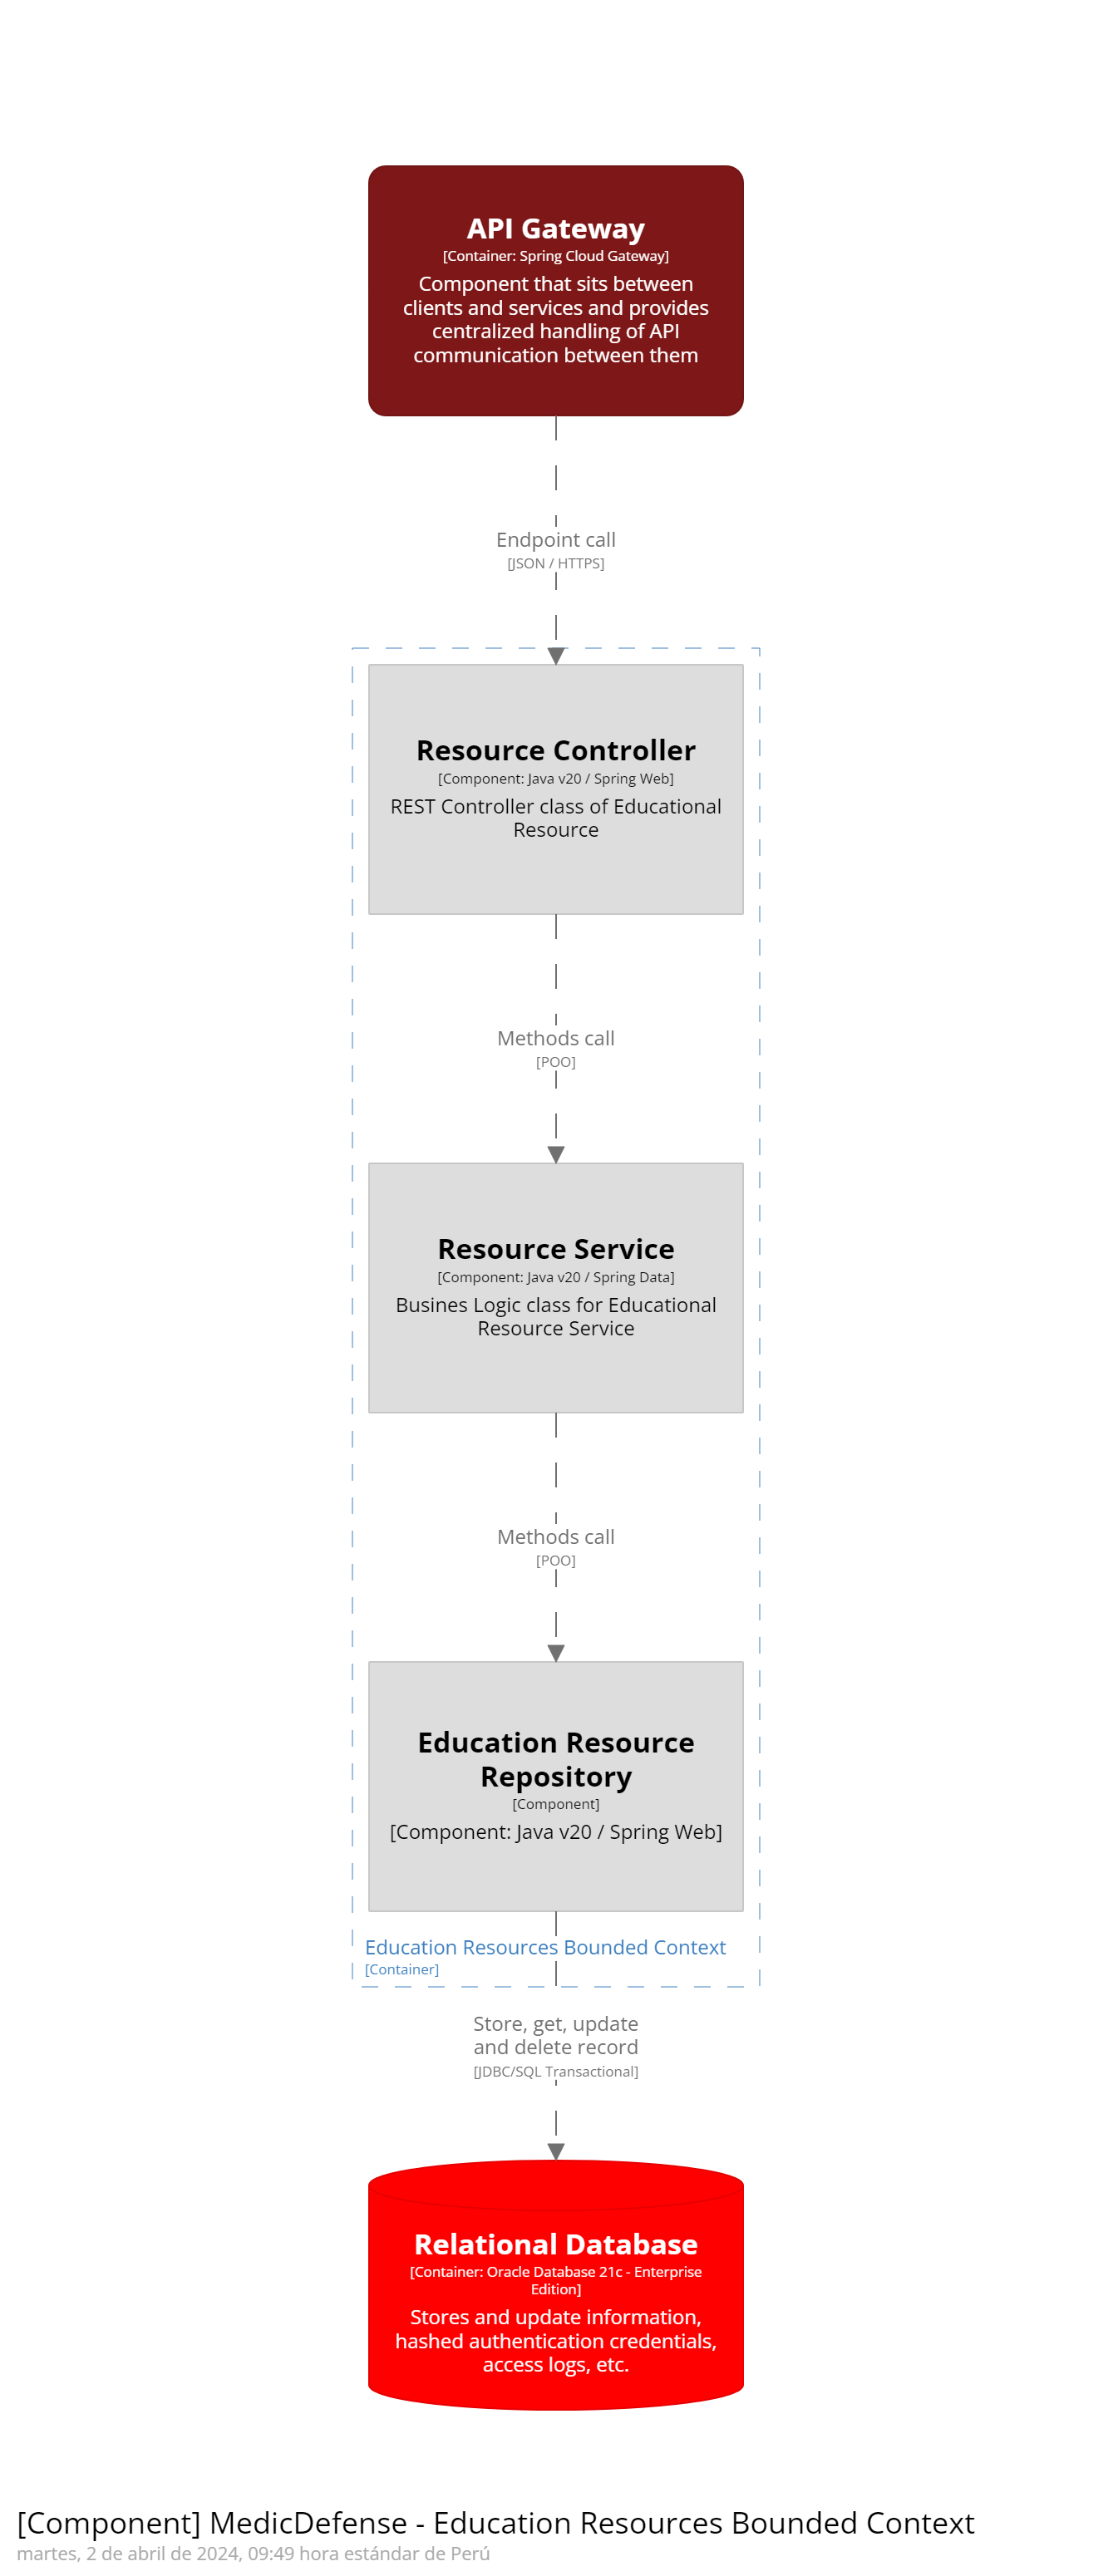 API Gateway
[Container: Spring Cloud Gateway]
Component that sits between
clients and services and provides
centralized handling of API
communication between them
Endpoint call
[JSON / HTTPS]
Resource Controller
[Component: Java v20 / Spring Web]
REST Controller class of Educational
Resource
Methods call
[POO]
Resource Service
[Component: Java v20 / Spring Data]
Busines Logic class for Educational
Resource Service
Methods call
[POO]
Education Resource
Repository
[Component]
[Component: Java v20 / Spring Web]
Education Resources Bounded Context
[Container]
Store, get, update
and delete record
[JDBC/SQL Transactional]
Relational Database
[Container: Oracle Database 21c - Enterprise
Edition]
Stores and update information,
hashed authentication credentials,
access logs, etc.
[Component] MedicDefense - Education Resources Bounded Context
martes, 2 de abril de 2024, 09:49 hora estándar de Perú